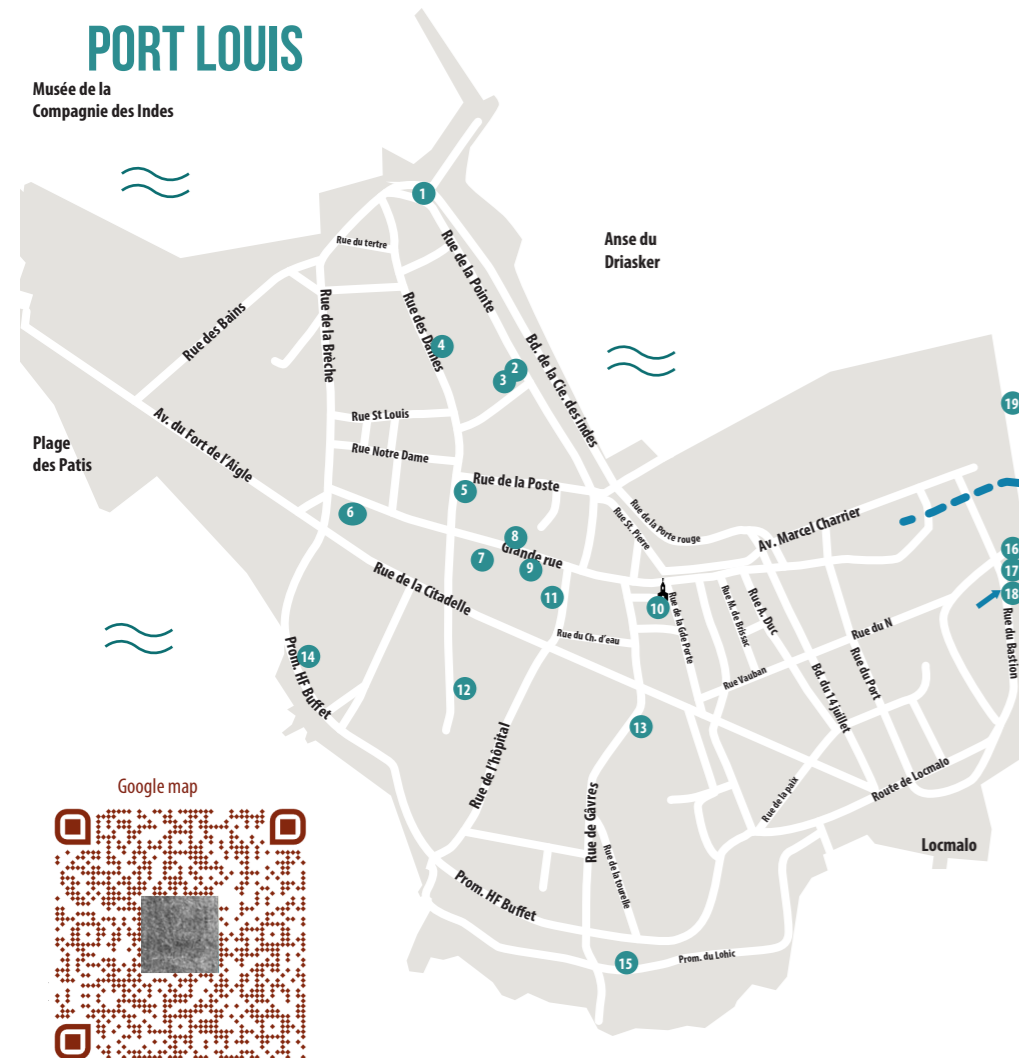 PORT LOUIS
Musée de la
Compagnie des Indes
1
Rue du tertre
Rue de la Pointe
Anse du
Driasker
Rue des Bains
Rue de la Brèche
Rue des Dames
4
2
3
Bd. de la Cie. des indes
19
Av. du Fort de l'Aigle
Rue St Louis
Plage
des Patis
Rue Notre Dame
5
Rue de la Poste
6
Rue St. Pierre
Rue de la Porte rouge
Av. Marcel Charrier
8
Grande rue
7
9
16
17
18
Rue de la Citadelle
11
10
Rue de la Gde Porte
Rue M. de Brissac
Rue A. Duc
Rue du N
Rue du Bastion
Rue du Ch. d'eau
14
Prom. HF Buffet
12
Rue Vauban
Bd. du 14 juillet
Rue du Port
13
Rue de l'hôpital
Google map
Rue de Gâvres
Rue de la paix
Route de Locmalo
Locmalo
Rue de la tourelle
Prom. HF Buffet
15
Prom. du Lohic